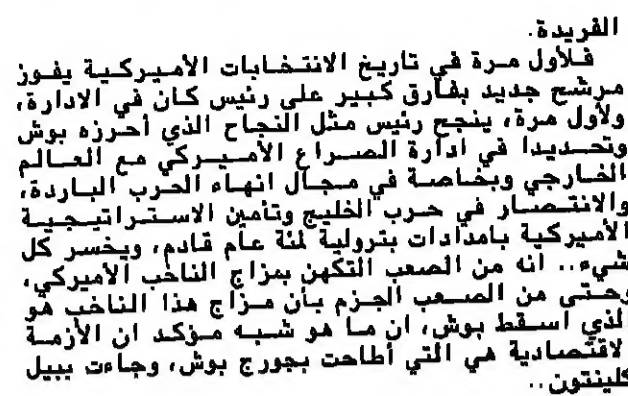 الفريدة.
فلأول مرة في تاريخ الانتخابات الأميركية يفوز
مرشح جديد بفارق كبير على رئيس كان في الادارة،
ولأول مرة، ينجح رئيس مثل النجاح الذي أحرزه بوش
وتحديدا في ادارة الصراع الأميركي مع العالم
الخارجي وبخاصة في مجال انهاء الحرب الباردة،
والانتصار في حرب الخليج وتأمين الاستراتيجية
الأميركية بامدادات بترولية لمئة عام قادم، ويخسر كل
شيء.. انه من الصعب التكهن بمزاج الناخب الأميركي،
وحتى من الصعب الجزم بأن مزاج هذا الناخب هو
الذي اسقط بوش، ان ما هو شبه مؤكد ان الأزمة
لاقتصادية هي التي أطاحت بجورج بوش، وجاءت ببيل
كلينتون..